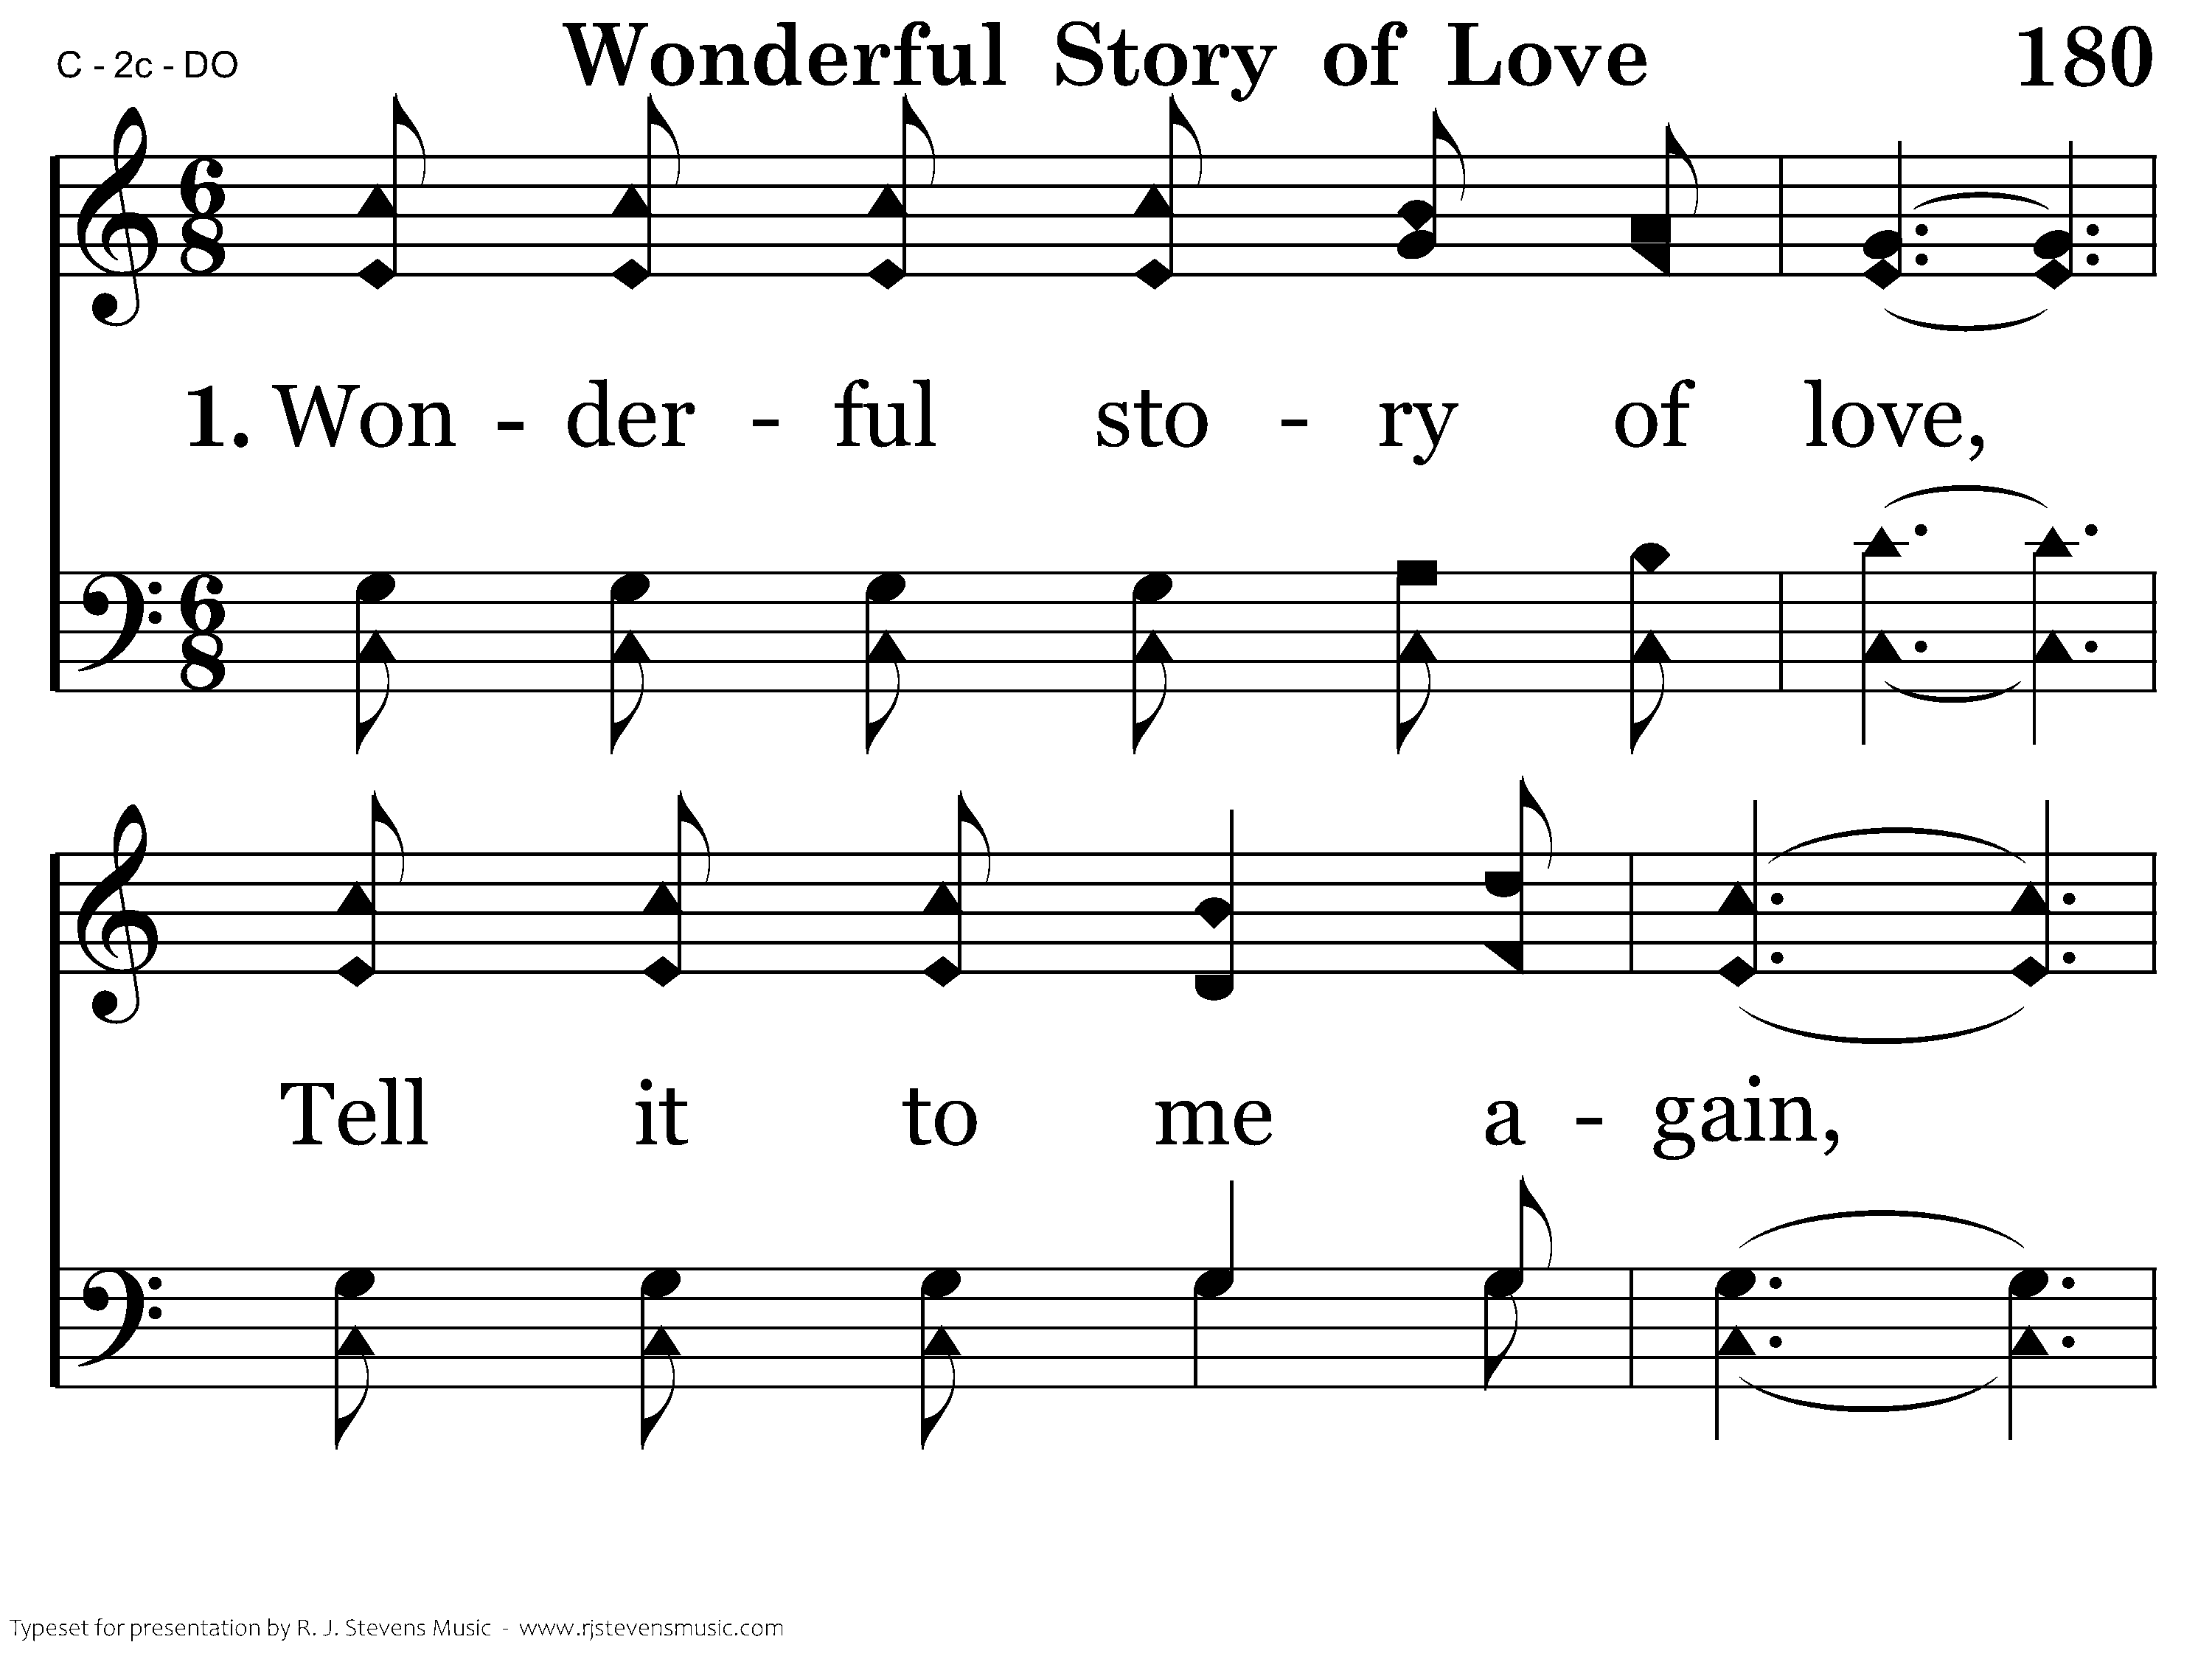 C - 2c - DO Wonderful Story of Love 180
1. Won - der - ful sto - ry of love,
Tell it to me a - gain,
Typeset for presentation by R. J. Stevens Music - www.rjstevensmusic.com